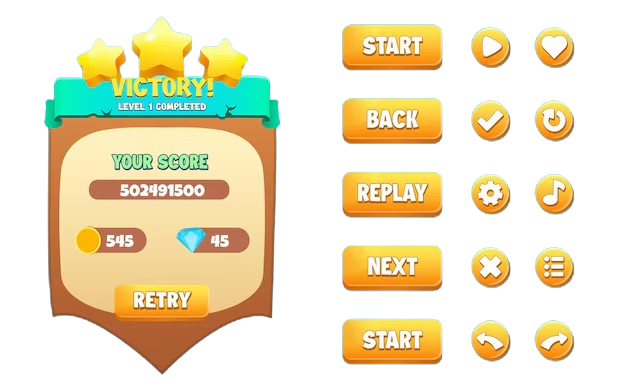 VICTORY!
LEVEL 1 COMPLETED
YOUR SCORE
502491500
545
45
RETRY
START
BACK
REPLAY
NEXT
START